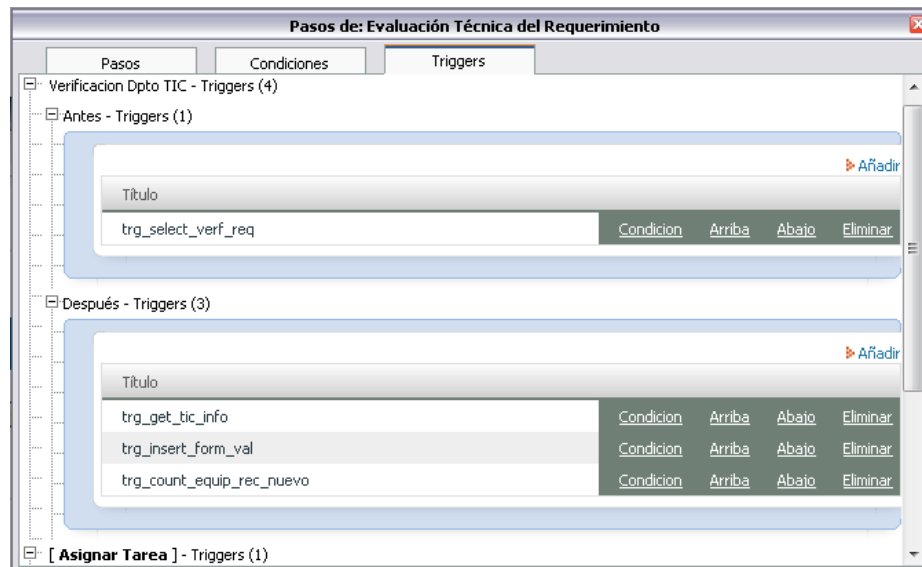 Pasos de: Evaluación Técnica del Requerimiento
Pasos Condiciones Triggers
Verificacion Dpto TIC - Triggers (4)
Antes - Triggers (1)
Añadir
Título
trg_select_verf_req Condicion Arriba Abajo Eliminar
Después - Triggers (3)
Añadir
Título
trg_get_tic_info Condicion Arriba Abajo Eliminar
trg_insert_form_val Condicion Arriba Abajo Eliminar
trg_count_equip_rec_nuevo Condicion Arriba Abajo Eliminar
[ Asignar Tarea ] - Triggers (1)